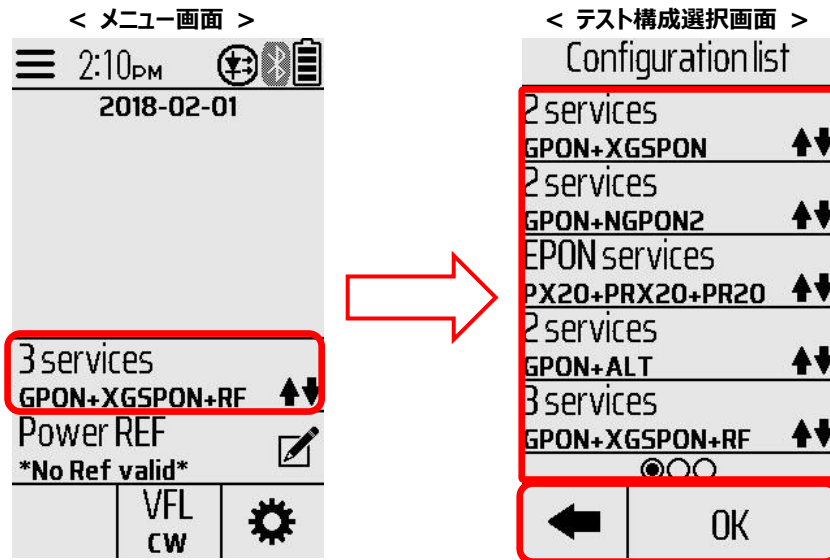 < メニュー画面 >
2:10PM
2018-02-01
3 services
GPON+XGSPON+RF
Power REF
*No Ref valid*
VFL
CW
< テスト構成選択画面 >
Configuration list
2 services
GPON+XGSPON
2 services
GPON+NGPON2
EPON services
PX20+PRX20+PR20
2 services
GPON+ALT
3 services
GPON+XGSPON+RF
OK